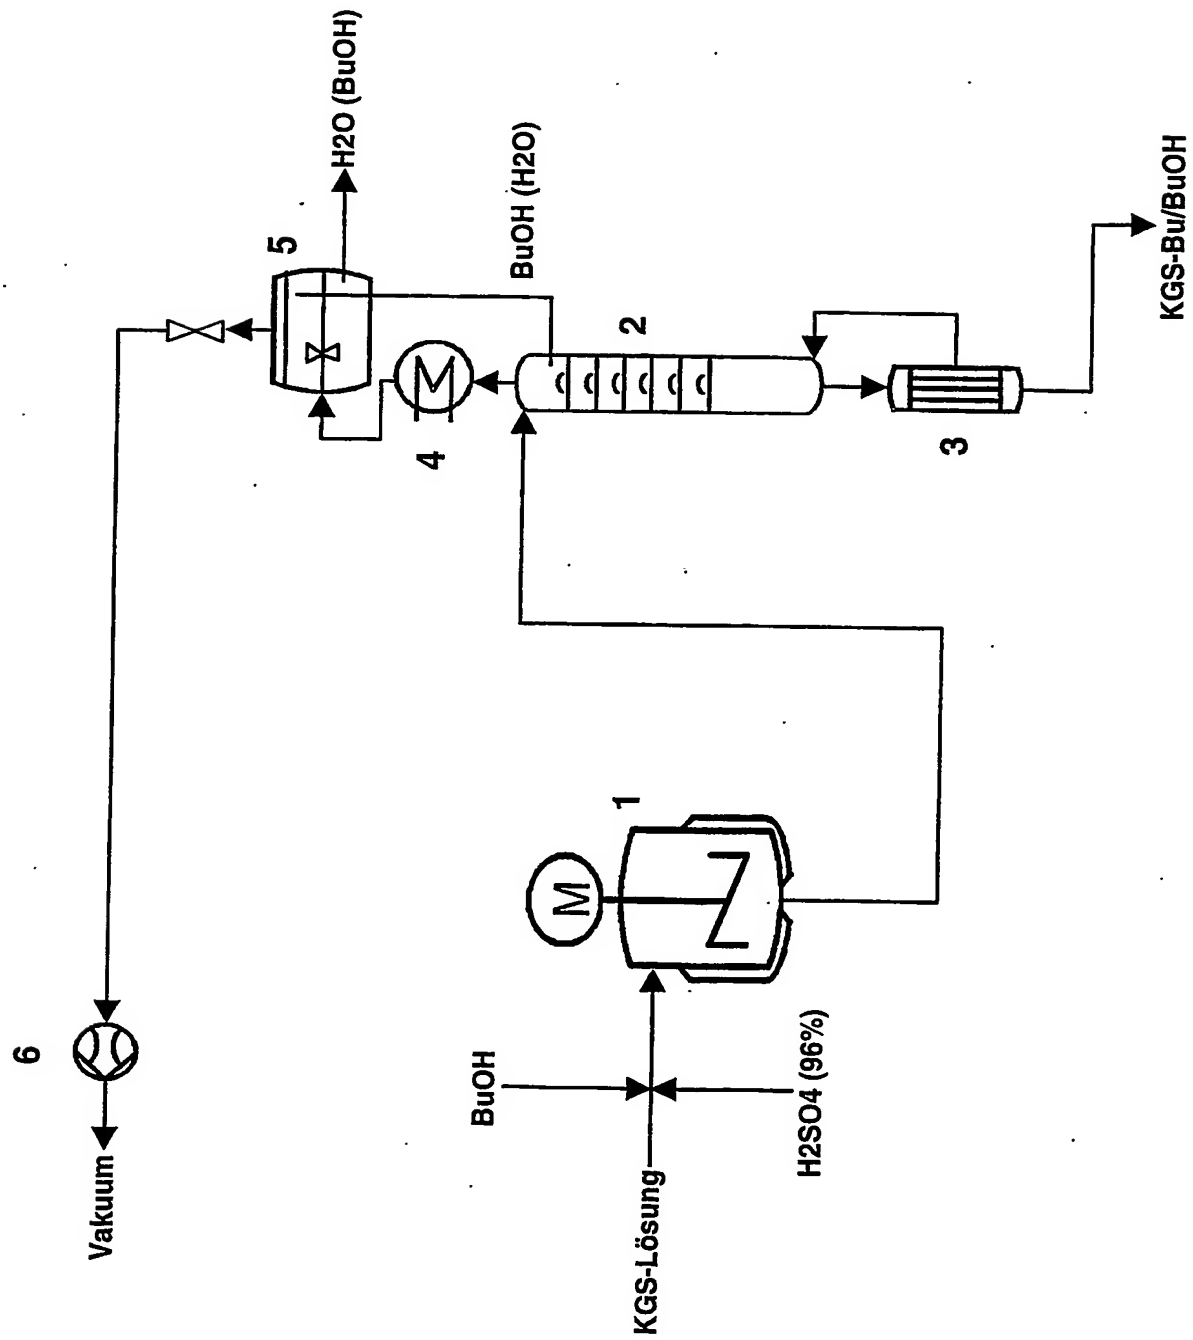 6
Vakuum
5
H2O (BuOH)
4
BuOH (H2O)
2
3
KGS-Bu/BuOH
M
1
BuOH
KGS-Lösung
H2SO4 (96%)